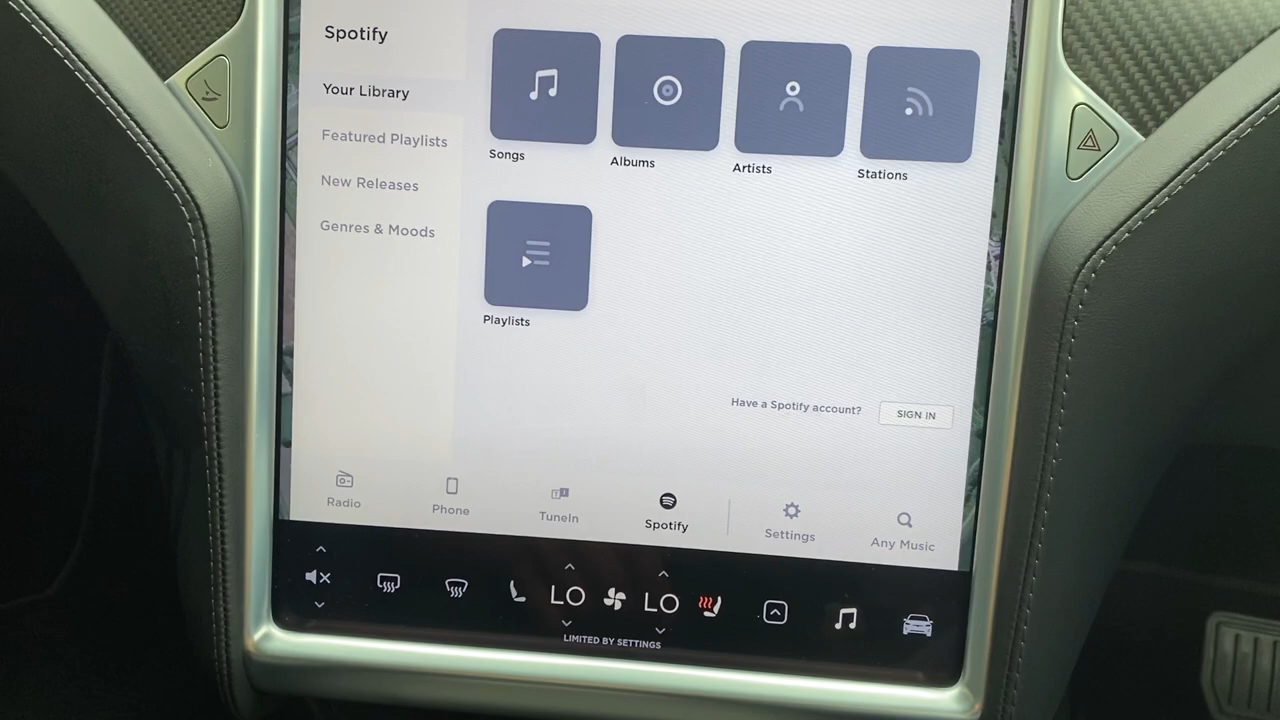 Spotify
Your Library
Featured Playlists
New Releases
Genres & Moods
Songs
Albums
Artists
Stations
Playlists
Have a Spotify account?
SIGN IN
Radio
Phone
TuneIn
Spotify
Settings
Any Music
LO
LO
LIMITED BY SETTINGS